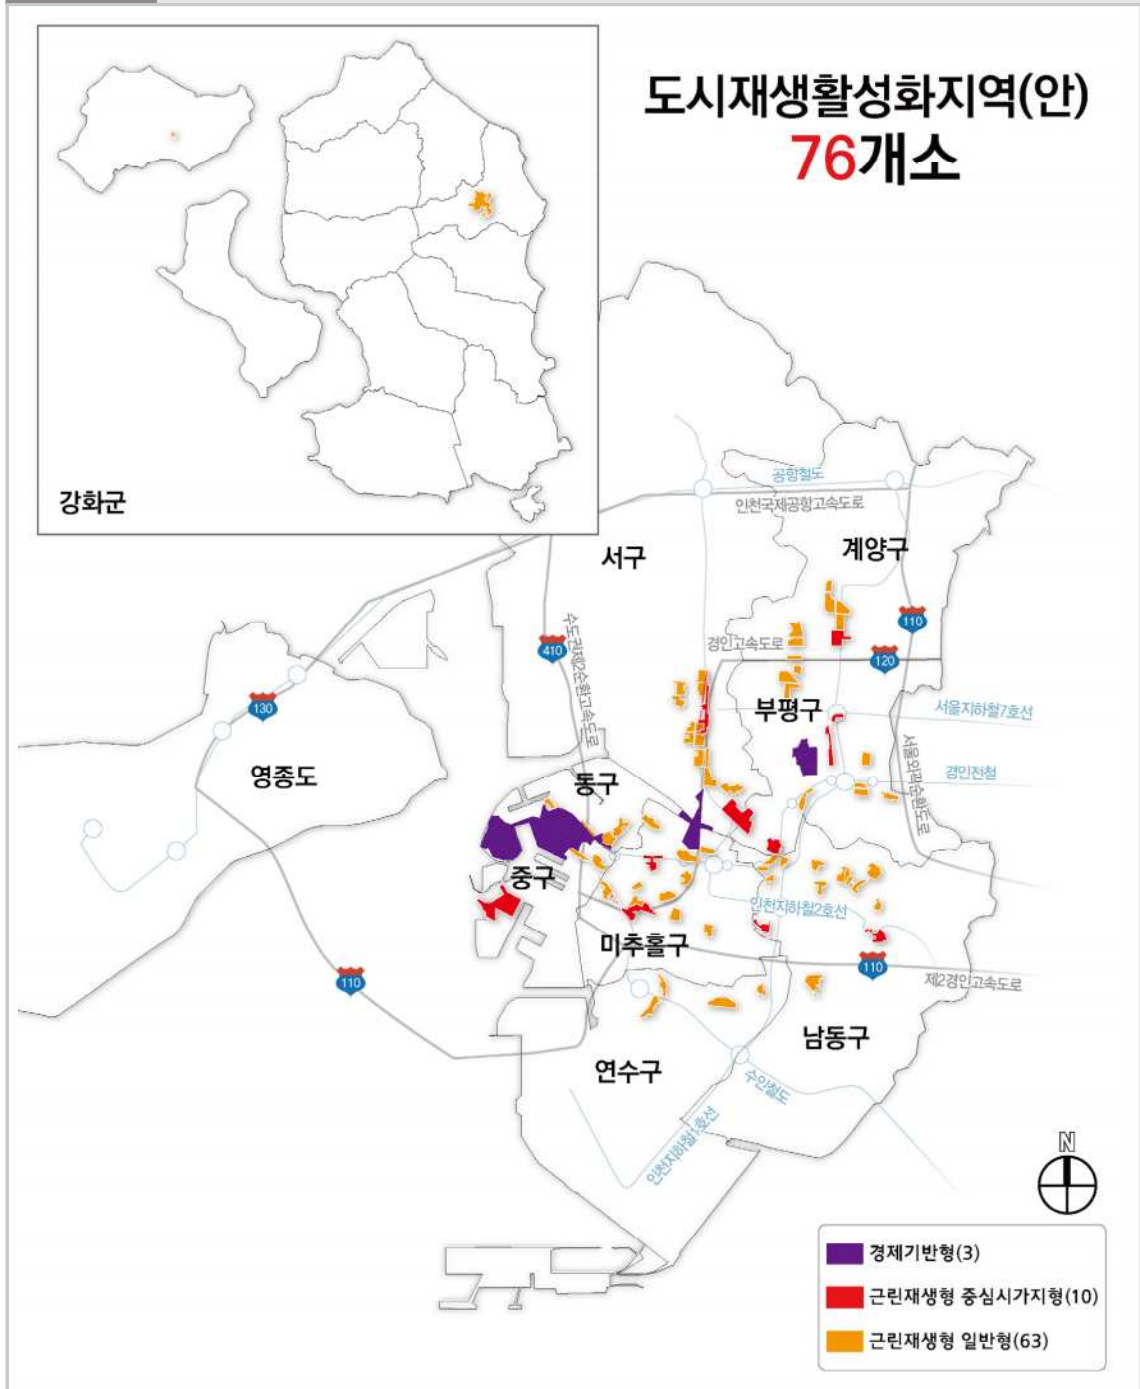 도시재생활성화지역(안)
76개소
강화군
공항철도
인천국제공항고속도로
서구
계양구
110
수도권제2순환고속도로
410
경인고속도로
120
130
부평구
서울지하철7호선
서울외곽순환도로
영종도
동구
경인전철
중구
인천지하철2호선
미추홀구
110
110
제2경인고속도로
남동구
연수구
수인철도
인천지하철1호선
N
경제기반형(3)
근린재생형 중심시가지형(10)
근린재생형 일반형(63)